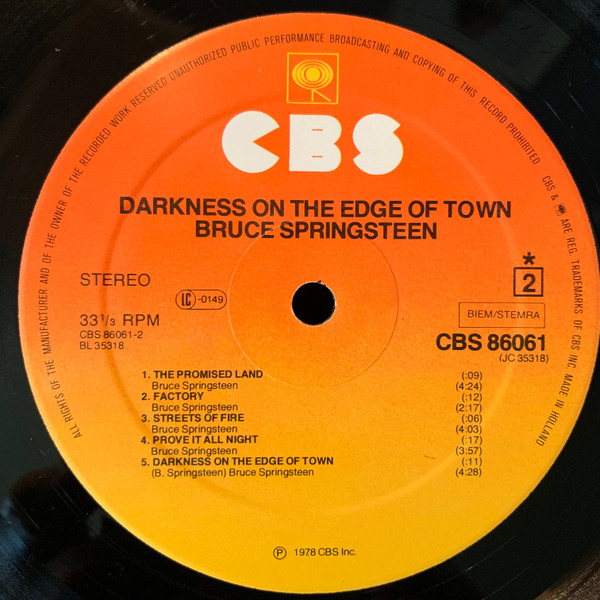 ALL RIGHTS OF THE MANUFACTURER AND OF THE OWNER OF THE RECORDED WORK RESERVED UNAUTHORIZED PUBLIC PERFORMANCE BROADCASTING AND COPYING OF THIS RECORD PROHIBITED CBS & ARE REG. TRADEMARKS OF CBS INC. MADE IN HOLLAND
CBS
DARKNESS ON THE EDGE OF TOWN
BRUCE SPRINGSTEEN
STEREO
LC -0149
33 1/3 RPM
CBS 86061-2
BL 35318
*
2
BIEM/STEMRA
CBS 86061
(JC 35318)
1. THE PROMISED LAND (:09)
Bruce Springsteen (4:24)
2. FACTORY (:12)
Bruce Springsteen (2:17)
3. STREETS OF FIRE (:06)
Bruce Springsteen (4:03)
4. PROVE IT ALL NIGHT (:17)
Bruce Springsteen (3:57)
5. DARKNESS ON THE EDGE OF TOWN (:11)
(B. Springsteen) Bruce Springsteen (4:28)
℗ 1978 CBS Inc.